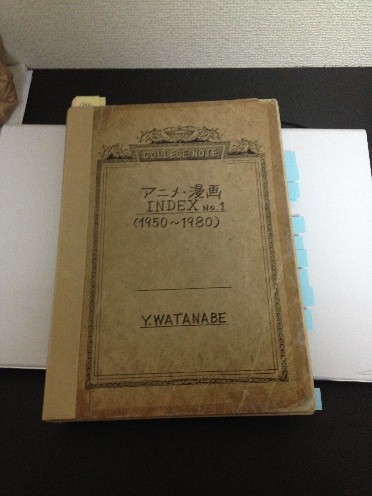 COLLEGE NOTE
アニメ・漫画
INDEX No.1
(1950〜1980)
Y.WATANABE